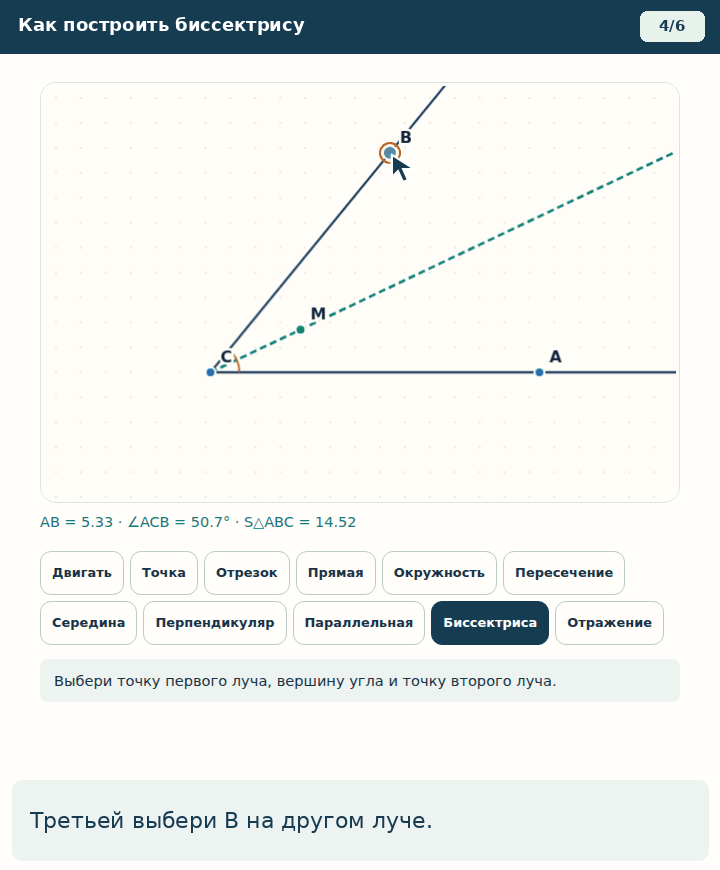 Как построить биссектрису
4/6
B
M
C
A
AB = 5.33 · ∠ACB = 50.7° · S△ABC = 14.52
Двигать Точка Отрезок Прямая Окружность Пересечение
Середина Перпендикуляр Параллельная Биссектриса Отражение
Выбери точку первого луча, вершину угла и точку второго луча.
Третьей выбери B на другом луче.